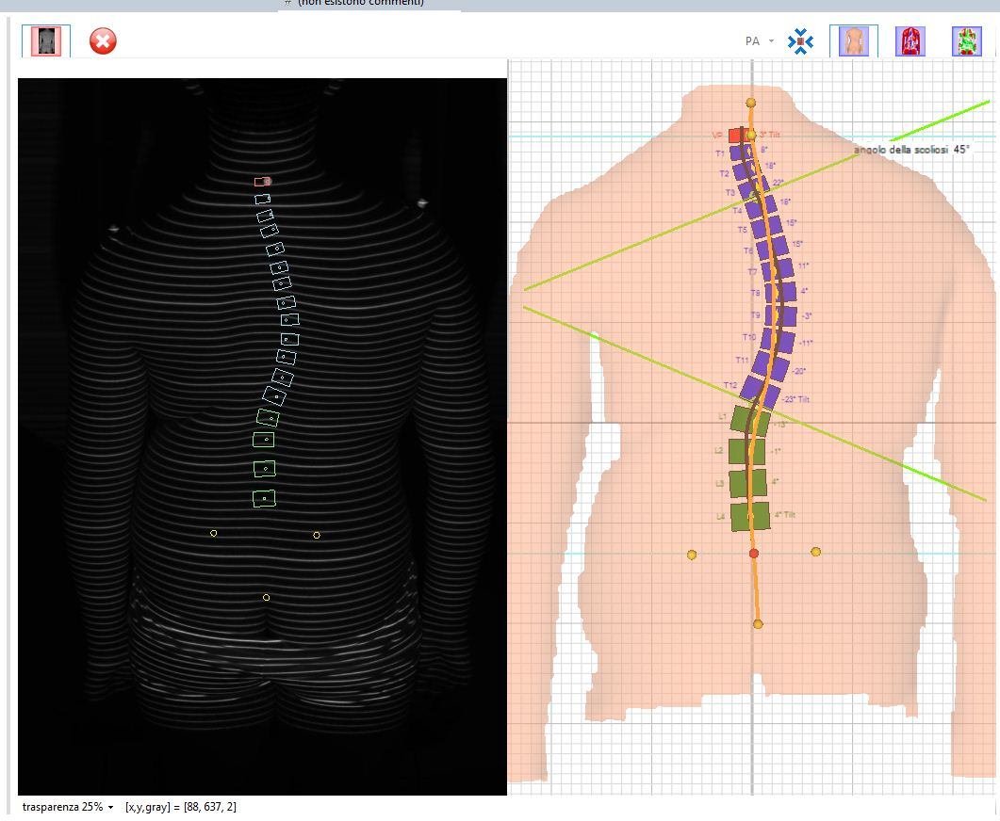 # (non esistono commenti)
PA
VP 3° Tilt
angolo della scoliosi 45°
T1 8°
T2 18°
T3 22°
T4 18°
T5 15°
T6 15°
T7 11°
T8 4°
T9 -3°
T10 -11°
T11 -20°
T12 -23° Tilt
L1 -13°
L2 -1°
L3 4°
L4 4° Tilt
trasparenza 25% [x,y,gray] = [88, 637, 2]